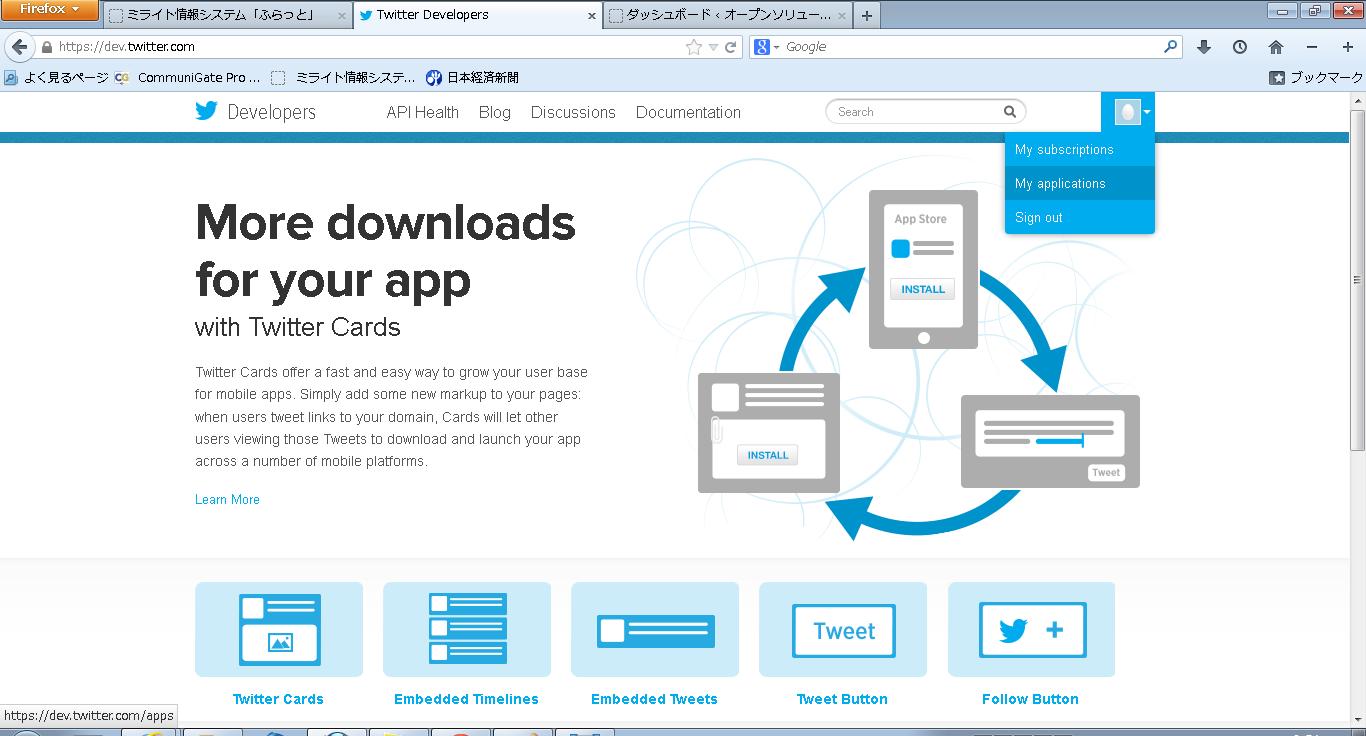 Firefox
ミライト情報システム「ふらっと」
Twitter Developers
ダッシュボード ‹ オープンソリュー...
https://dev.twitter.com
Google
よく見るページ
CommuniGate Pro ...
ミライト情報システ...
日本経済新聞
ブックマーク
Developers
API Health
Blog
Discussions
Documentation
Search
My subscriptions
My applications
Sign out
More downloads
for your app
with Twitter Cards
Twitter Cards offer a fast and easy way to grow your user base
for mobile apps. Simply add some new markup to your pages:
when users tweet links to your domain, Cards will let other
users viewing those Tweets to download and launch your app
across a number of mobile platforms.
Learn More
App Store
INSTALL
INSTALL
Tweet
Tweet
Twitter Cards
Embedded Timelines
Embedded Tweets
Tweet Button
Follow Button
https://dev.twitter.com/apps